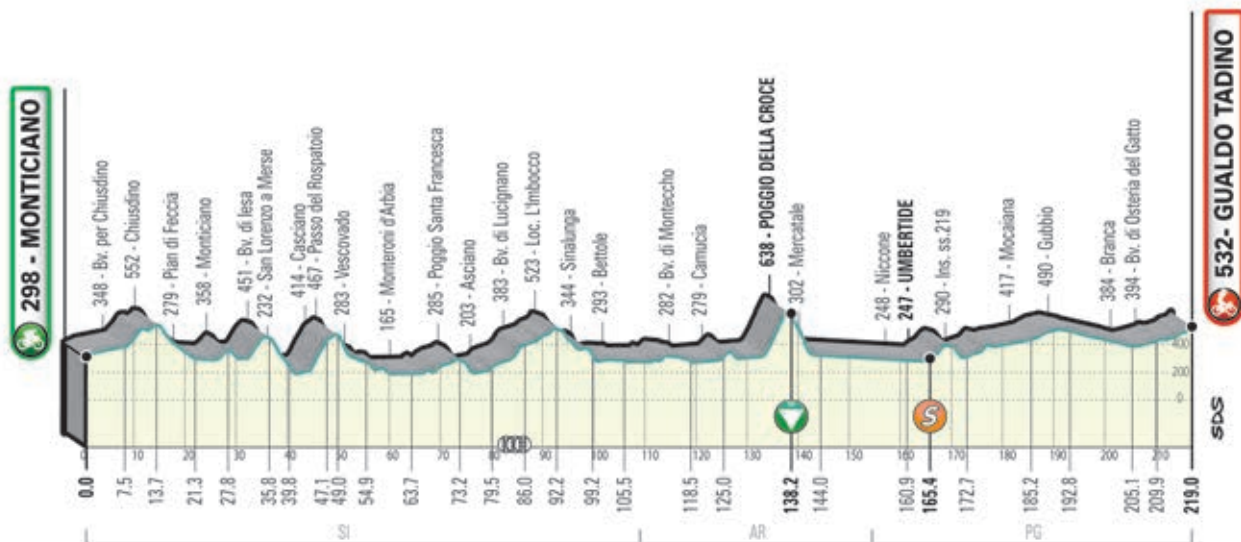 298 - MONTICIANO
348 - Bv. per Chiusdino
552 - Chiusdino
279 - Pian di Feccia
358 - Monticiano
451 - Bv. di Iesa
232 - San Lorenzo a Merse
414 - Casciano
467 - Passo del Rospatoio
283 - Vescovado
165 - Monteroni d'Arbia
285 - Poggio Santa Francesca
203 - Asciano
383 - Bv. di Lucignano
523 - Loc. L'Imbocco
344 - Sinalunga
293 - Bettole
282 - Bv. di Montecchio
279 - Camucia
638 - POGGIO DELLA CROCE
302 - Mercatale
248 - Niccone
247 - UMBERTIDE
290 - Ins. ss.219
417 - Mocaiana
490 - Gubbio
384 - Branca
394 - Bv. di Osteria del Gatto
532- GUALDO TADINO
400
200
0
S
SDS
0 10 20 30 40 50 60 70 80 90 100 110 120 130 140 150 160 170 180 190 200 210
0.0 7.5 13.7 21.3 27.8 35.8 39.8 47.1 49.0 54.9 63.7 73.2 79.5 86.0 92.2 99.2 105.5 118.5 125.0 138.2 144.0 160.9 165.4 172.7 185.2 192.8 205.1 209.9 219.0
SI AR PG